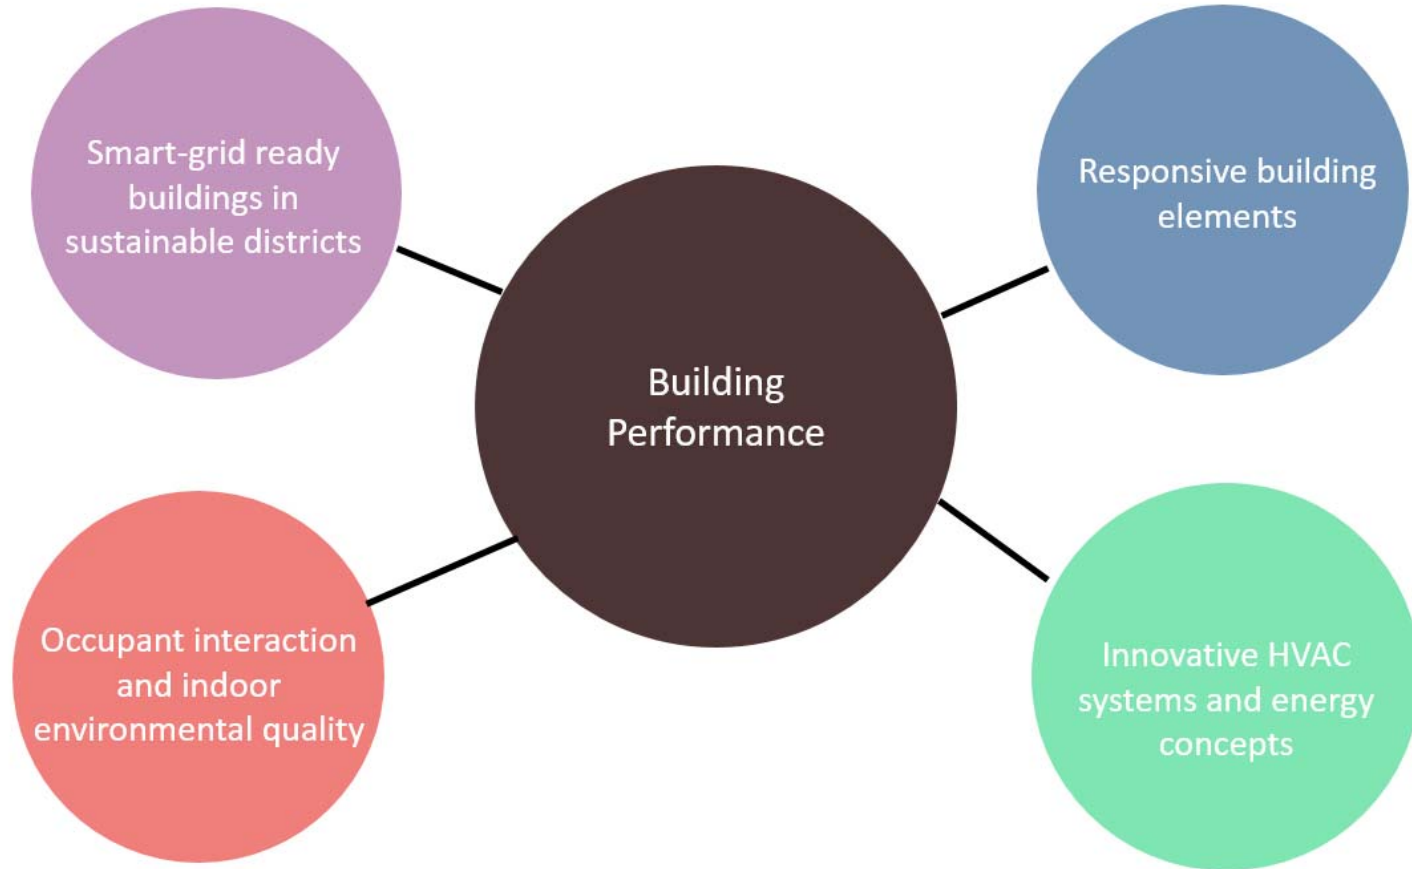 Smart-grid ready
buildings in
sustainable districts
Responsive building
elements
Building
Performance
Occupant interaction
and indoor
environmental quality
Innovative HVAC
systems and energy
concepts